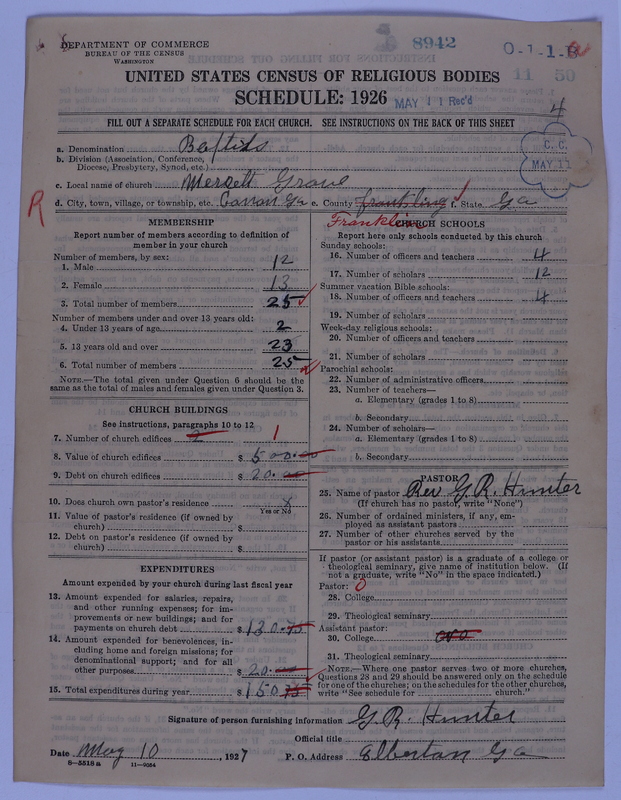 DEPARTMENT OF COMMERCE
BUREAU OF THE CENSUS
WASHINGTON
8942
O-1-1-B
11 50
UNITED STATES CENSUS OF RELIGIOUS BODIES
SCHEDULE: 1926
MAY 11 Rec'd
4
FILL OUT A SEPARATE SCHEDULE FOR EACH CHURCH. SEE INSTRUCTIONS ON THE BACK OF THIS SHEET
C. C.
MAY 11
a. Denomination Baptists
b. Division (Association, Conference,
Diocese, Presbytery, Synod, etc.)
c. Local name of church Grove
d. City, town, village, or township, etc. Canon Ga e. County frankling f. State Ga
R
Franklin
MEMBERSHIP
Report number of members according to definition of
member in your church
Number of members, by sex:
1. Male 12
2. Female 13
3. Total number of members 25
Number of members under and over 13 years old:
4. Under 13 years of age 2
5. 13 years old and over 23
6. Total number of members 25
NOTE.—The total given under Question 6 should be the
same as the total of males and females given under Question 3.
CHURCH BUILDINGS
See instructions, paragraphs 10 to 12
7. Number of church edifices 2 1
8. Value of church edifices $ 500.00
9. Debt on church edifices $ 20.00
10. Does church own pastor's residence x
Yes or No
11. Value of pastor's residence (if owned by
church) $
12. Debt on pastor's residence (if owned by
church) $
EXPENDITURES
Amount expended by your church during last fiscal year
13. Amount expended for salaries, repairs,
and other running expenses; for im-
provements or new buildings; and for
payments on church debt $ 130.75
14. Amount expended for benevolences, in-
cluding home and foreign missions; for
denominational support; and for all
other purposes $ 20.00
15. Total expenditures during year $ 150.75
CHURCH SCHOOLS
Report here only schools conducted by this church
Sunday schools:
16. Number of officers and teachers 4
17. Number of scholars 12
Summer vacation Bible schools:
18. Number of officers and teachers 4
19. Number of scholars
Week-day religious schools:
20. Number of officers and teachers
21. Number of scholars
Parochial schools:
22. Number of administrative officers
23. Number of teachers—
a. Elementary (grades 1 to 8)
b. Secondary
24. Number of scholars—
a. Elementary (grades 1 to 8)
b. Secondary
PASTOR
25. Name of pastor Rev G. R. Hunter
(If church has no pastor, write "None")
26. Number of ordained ministers, if any, em-
ployed as assistant pastors
27. Number of other churches served by the
pastor or his assistants
If pastor (or assistant pastor) is a graduate of a college or
theological seminary, give name of institution below. (If
not a graduate, write "No" in the space indicated.)
Pastor: 0
28. College
29. Theological seminary
Assistant pastor:
30. College
31. Theological seminary
NOTE.—Where one pastor serves two or more churches,
Questions 28 and 29 should be answered only on the schedule
for one of the churches; on the schedules for the other churches,
write "See schedule for church."
Signature of person furnishing information G. R. Hunter
Official title
Date May 10, 1927 P. O. Address Elberton Ga
8—5518 a 11—9054